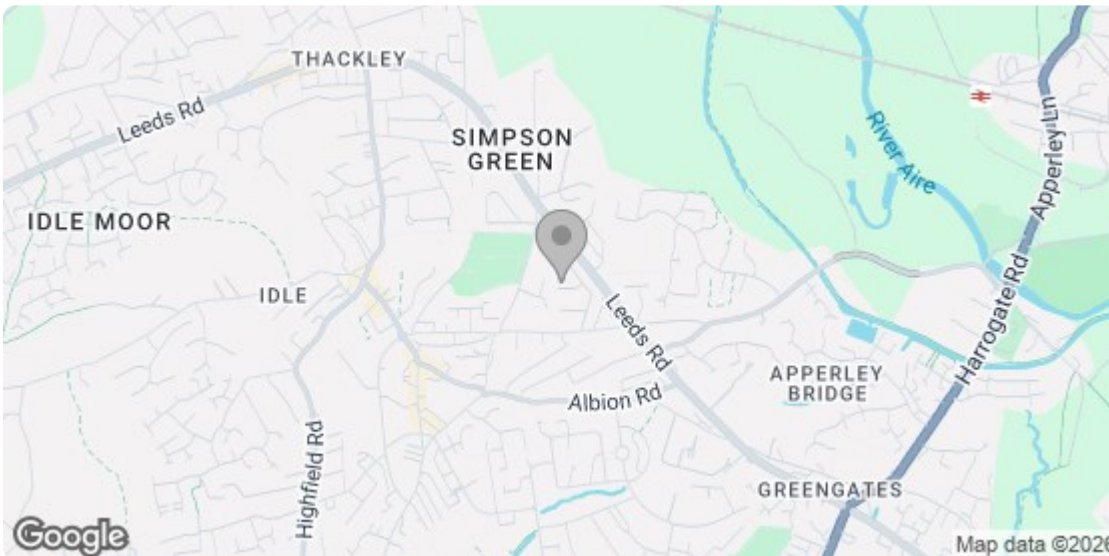 THACKLEY
Leeds Rd
SIMPSON
GREEN
River Aire
Apperley Ln
IDLE MOOR
IDLE
Leeds Rd
Harrogate Rd
APPERLEY
BRIDGE
Albion Rd
Highfield Rd
GREENGATES
Google
Map data ©2026